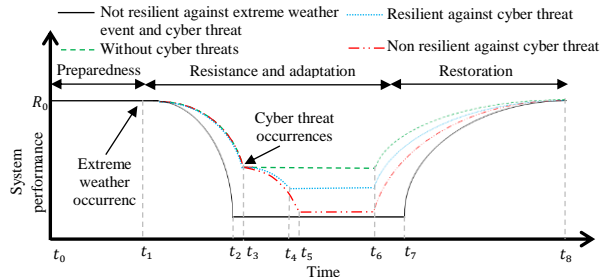 Not resilient against extreme weather
event and cyber threat
Resilient against cyber threat
Without cyber threats
Non resilient against cyber threat
Preparedness
Resistance and adaptation
Restoration
R₀
Cyber threat
occurrences
Extreme
weather
occurrenc
System
performance
t₀ t₁ t₂ t₃ t₄ t₅ t₆ t₇ t₈
Time